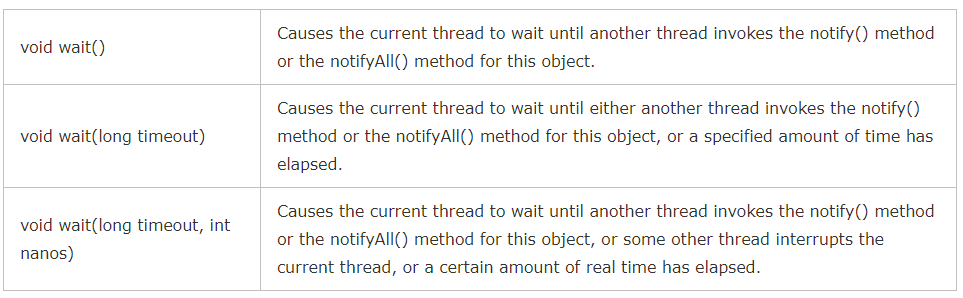 void wait()
Causes the current thread to wait until another thread invokes the notify() method
or the notifyAll() method for this object.
void wait(long timeout)
Causes the current thread to wait until either another thread invokes the notify()
method or the notifyAll() method for this object, or a specified amount of time has
elapsed.
void wait(long timeout, int
nanos)
Causes the current thread to wait until another thread invokes the notify() method
or the notifyAll() method for this object, or some other thread interrupts the
current thread, or a certain amount of real time has elapsed.